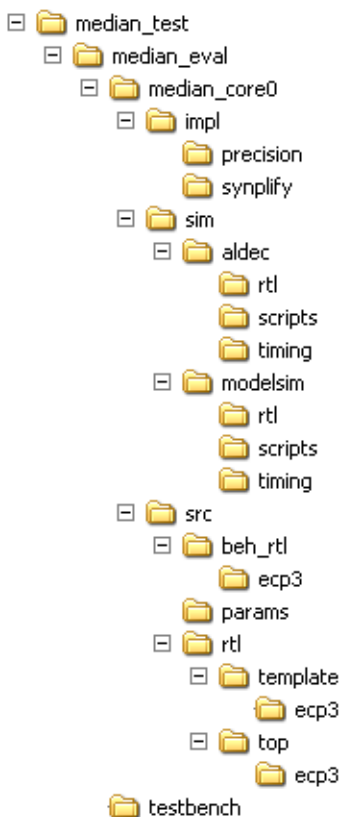 median_test
median_eval
median_core0
impl
precision
synplify
sim
aldec
rtl
scripts
timing
modelsim
rtl
scripts
timing
src
beh_rtl
ecp3
params
rtl
template
ecp3
top
ecp3
testbench